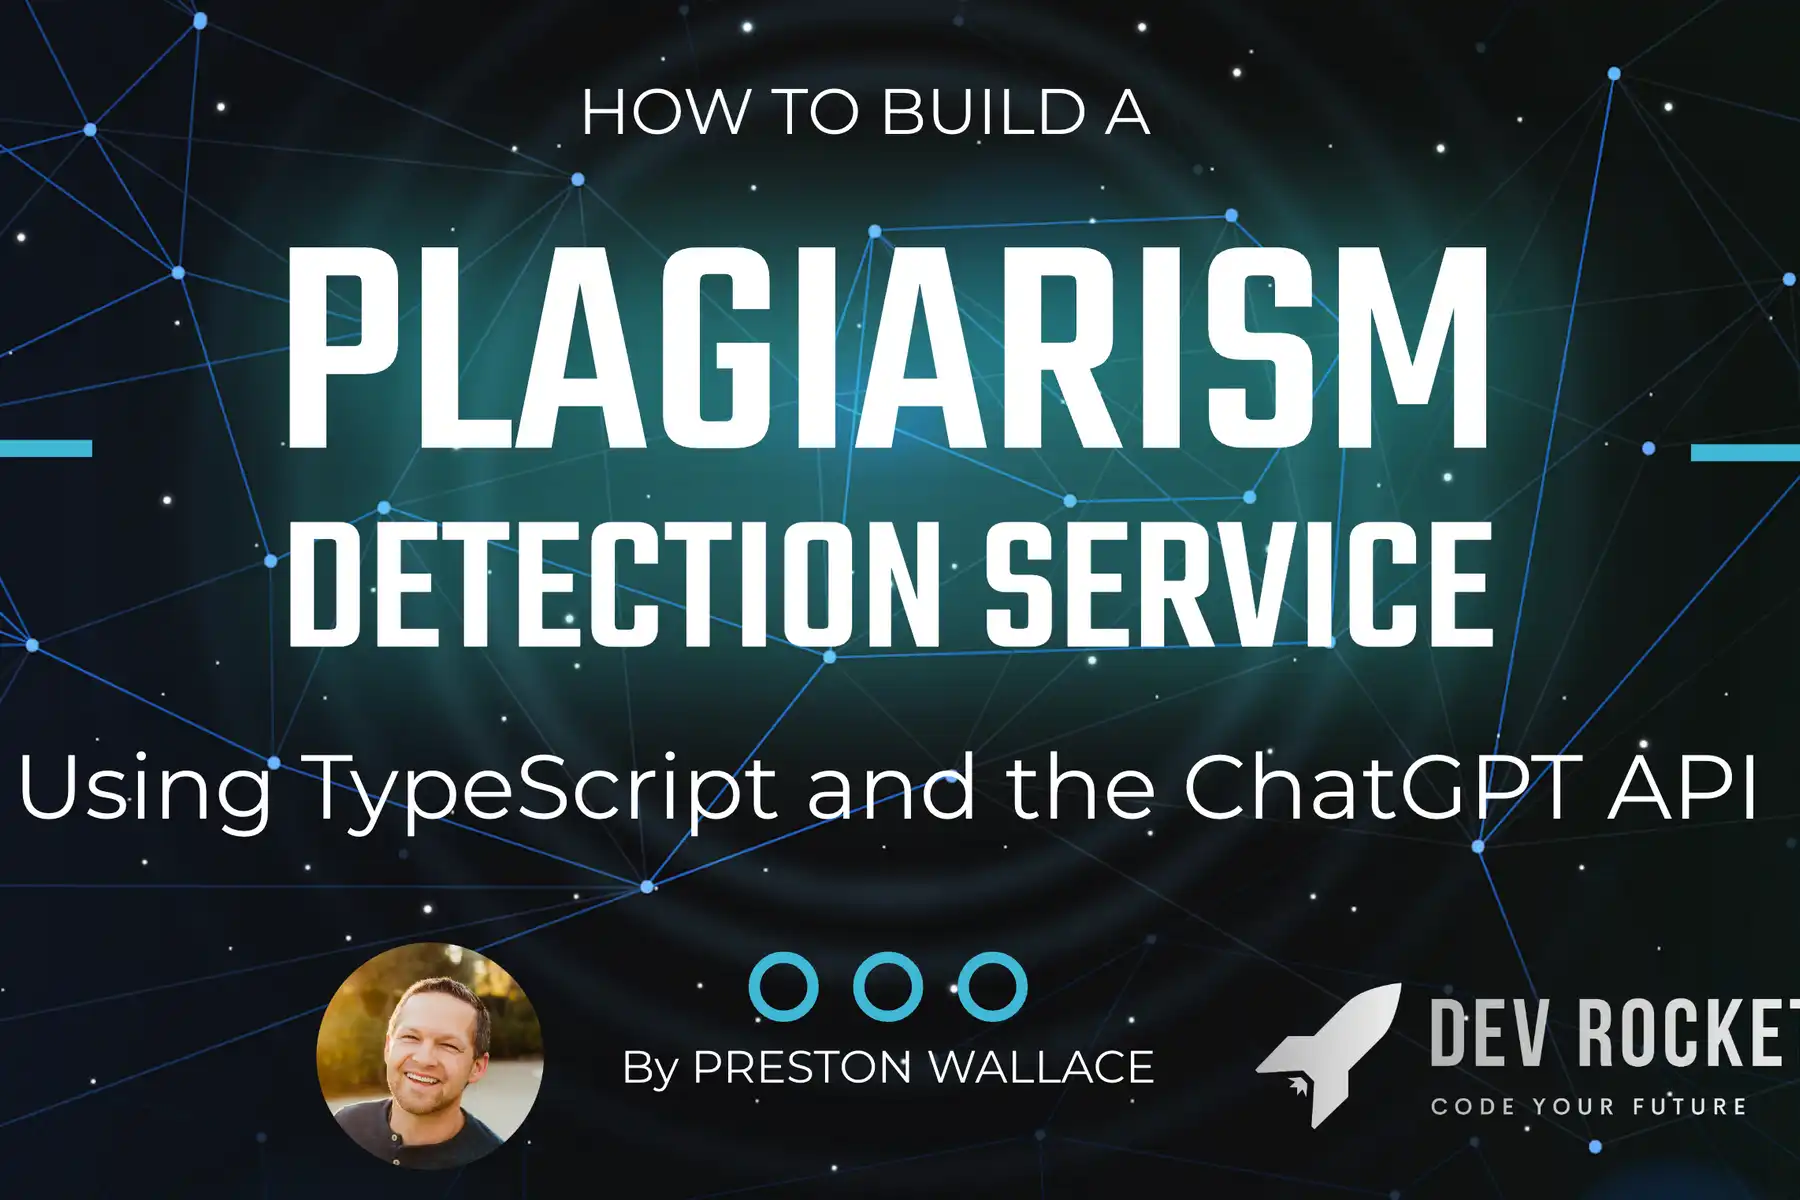 HOW TO BUILD A
PLAGIARISM
DETECTION SERVICE
Using TypeScript and the ChatGPT API
By PRESTON WALLACE
DEV ROCKET
CODE YOUR FUTURE